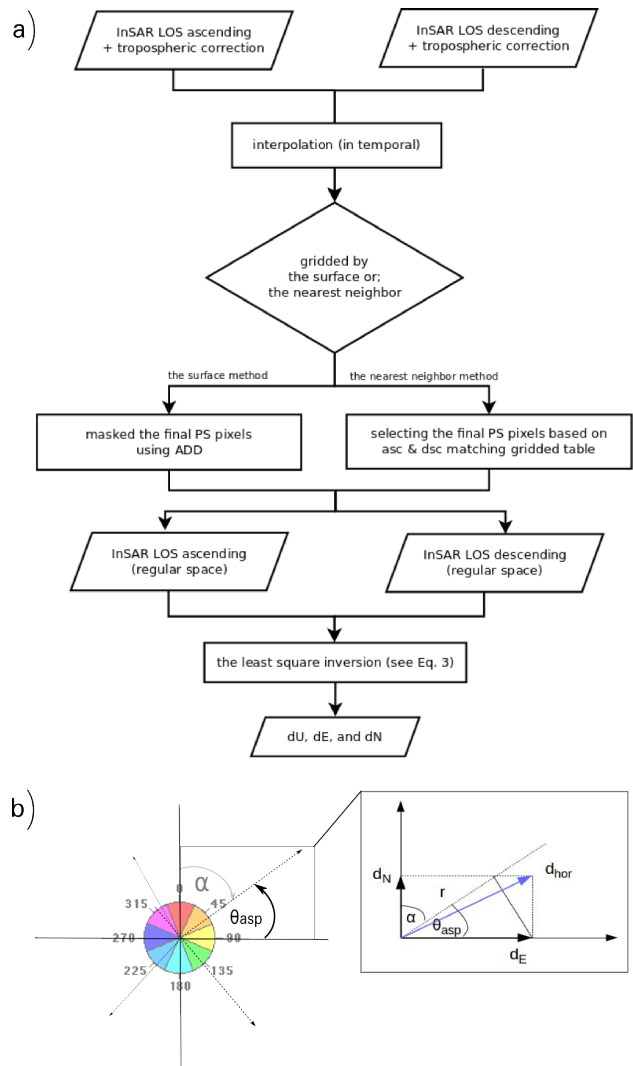 a)
InSAR LOS ascending
+ tropospheric correction
InSAR LOS descending
+ tropospheric correction
interpolation (in temporal)
gridded by
the surface or;
the nearest neighbor
the surface method
the nearest neighbor method
masked the final PS pixels
using ADD
selecting the final PS pixels based on
asc & dsc matching gridded table
InSAR LOS ascending
(regular space)
InSAR LOS descending
(regular space)
the least square inversion (see Eq. 3)
dU, dE, and dN
b)
0
45
90
135
180
225
270
315
α
θasp
dN
dhor
r
α
θasp
dE